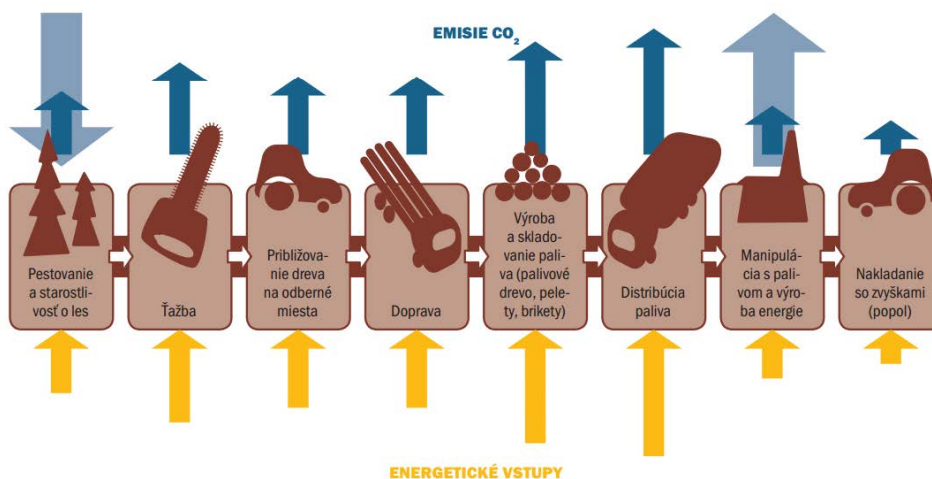 EMISIE CO₂
Pestovanie
a starostli-
vosť o les
Ťažba
Približova-
nie dreva
na odberné
miesta
Doprava
Výroba
a sklado-
vanie pali-
va (palivové
drevo, pele-
ty, brikety)
Distribúcia
paliva
Manipulá-
cia s pali-
vom a výro-
ba energie
Nakladanie
so zvyškami
(popol)
ENERGETICKÉ VSTUPY